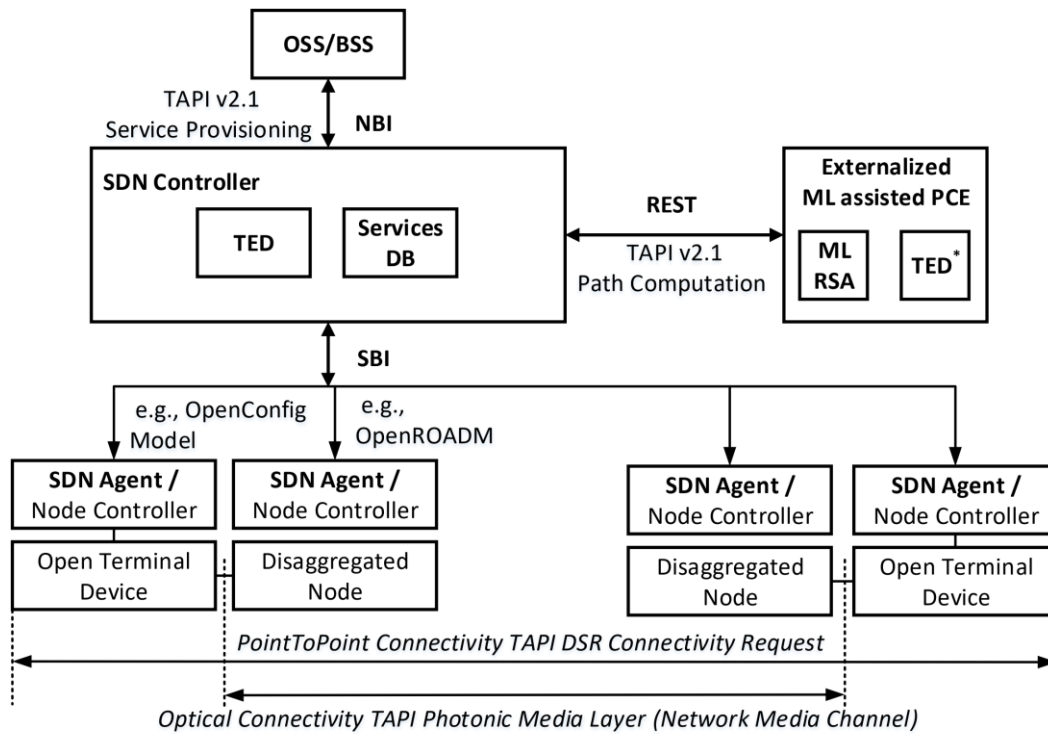 OSS/BSS
TAPI v2.1
Service Provisioning
NBI
SDN Controller
TED
Services
DB
REST
TAPI v2.1
Path Computation
Externalized
ML assisted PCE
ML
RSA
TED*
SBI
e.g., OpenConfig
Model
e.g.,
OpenROADM
SDN Agent /
Node Controller
SDN Agent /
Node Controller
SDN Agent /
Node Controller
SDN Agent /
Node Controller
Open Terminal
Device
Disaggregated
Node
Disaggregated
Node
Open Terminal
Device
PointToPoint Connectivity TAPI DSR Connectivity Request
Optical Connectivity TAPI Photonic Media Layer (Network Media Channel)